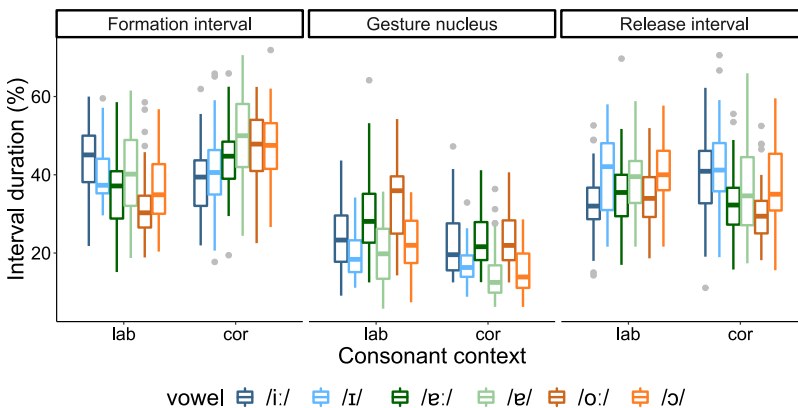 Formation interval Gesture nucleus Release interval
Interval duration (%)
60
40
20
lab cor lab cor lab cor
Consonant context
vowel /iː/ /ɪ/ /ɐː/ /ɐ/ /oː/ /ɔ/